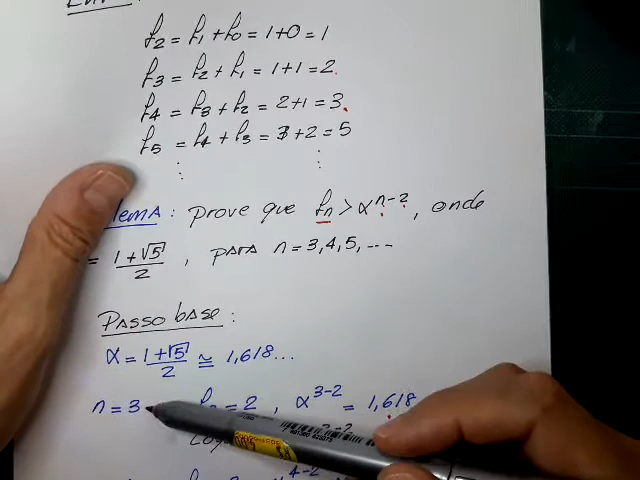 f2 = f1 + f0 = 1+0 = 1
f3 = f2 + f1 = 1+1 = 2
f4 = f3 + f2 = 2+1 = 3
f5 = f4 + f3 = 3+2 = 5
⋮ ⋮
lema : prove que fn > α^{n-2}, onde
= (1+√5)/2 , para n = 3,4,5,...
Passo base :
α = (1+√5)/2 ≅ 1,618...
n = 3 = 2 , α^{3-2} = 1,618
4-2